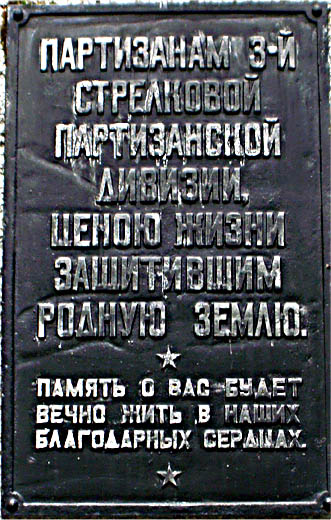 ПАРТИЗАНАМ 3-Й
СТРЕЛКОВОЙ
ПАРТИЗАНСКОЙ
ДИВИЗИИ,
ЦЕНОЮ ЖИЗНИ
ЗАЩИТИВШИМ
РОДНУЮ ЗЕМЛЮ.
ПАМЯТЬ О ВАС БУДЕТ
ВЕЧНО ЖИТЬ В НАШИХ
БЛАГОДАРНЫХ СЕРДЦАХ.